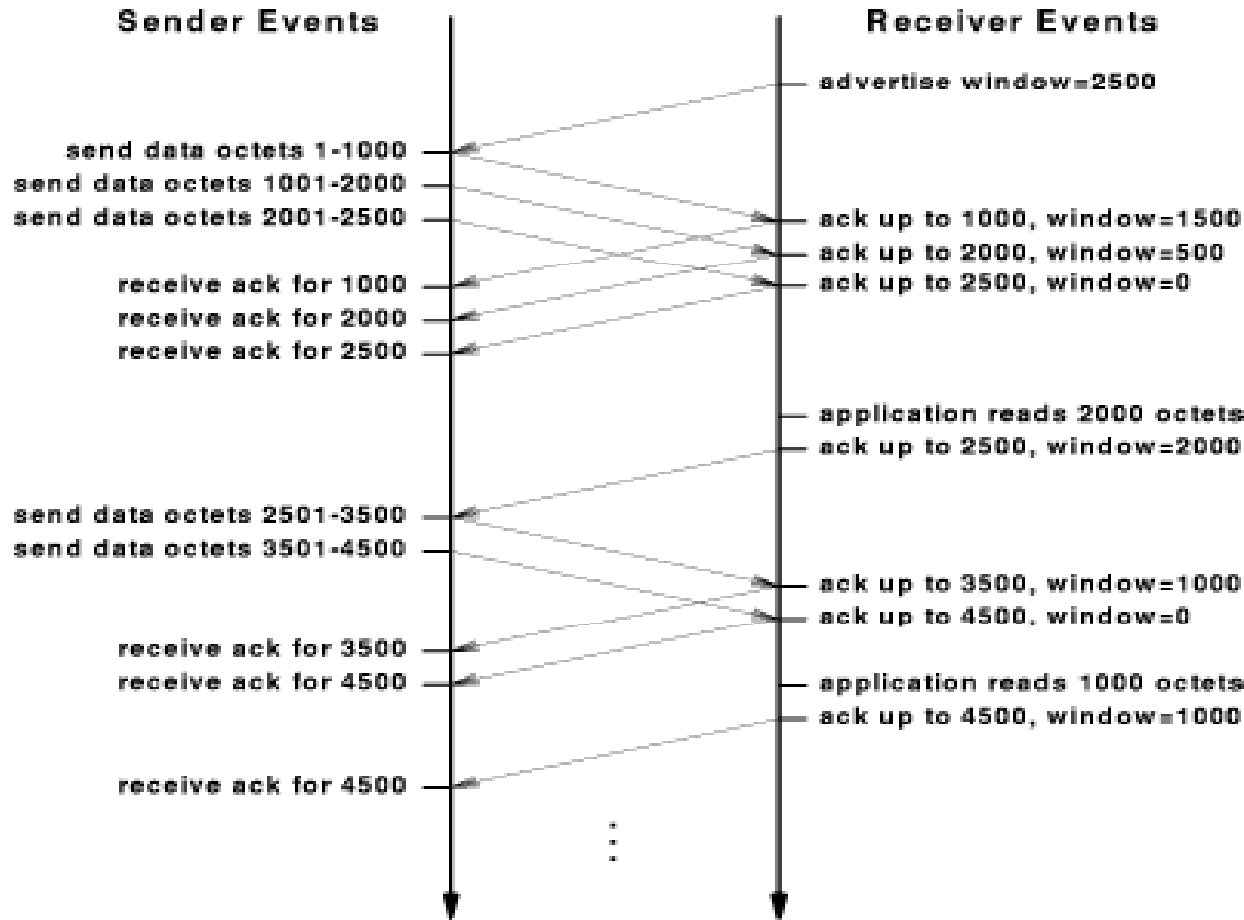 Sender Events
Receiver Events
advertise window=2500
send data octets 1-1000
send data octets 1001-2000
send data octets 2001-2500
ack up to 1000, window=1500
ack up to 2000, window=500
ack up to 2500, window=0
receive ack for 1000
receive ack for 2000
receive ack for 2500
application reads 2000 octets
ack up to 2500, window=2000
send data octets 2501-3500
send data octets 3501-4500
ack up to 3500, window=1000
ack up to 4500, window=0
receive ack for 3500
receive ack for 4500
application reads 1000 octets
ack up to 4500, window=1000
receive ack for 4500